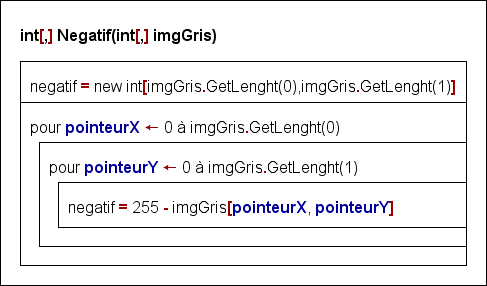 int[,] Negatif(int[,] imgGris)
negatif = new int[imgGris.GetLenght(0),imgGris.GetLenght(1)]
pour pointeurX ← 0 à imgGris.GetLenght(0)
pour pointeurY ← 0 à imgGris.GetLenght(1)
negatif = 255 - imgGris[pointeurX, pointeurY]